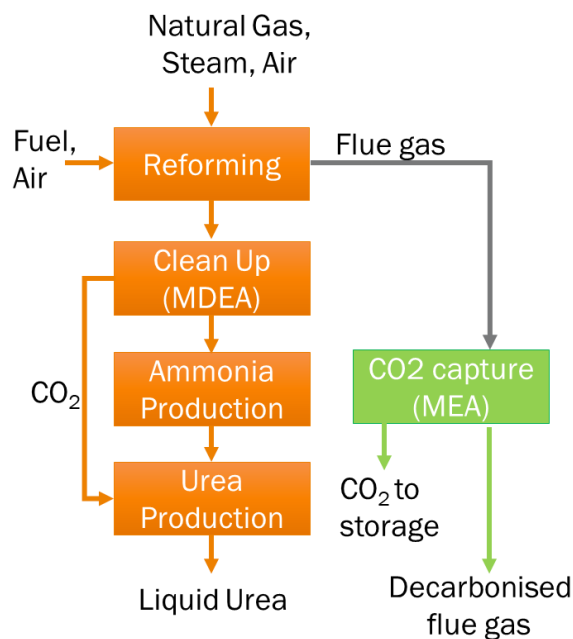 Natural Gas,
Steam, Air
Fuel,
Air
Reforming
Flue gas
Clean Up
(MDEA)
CO₂
Ammonia
Production
CO2 capture
(MEA)
Urea
Production
CO₂ to
storage
Liquid Urea
Decarbonised
flue gas